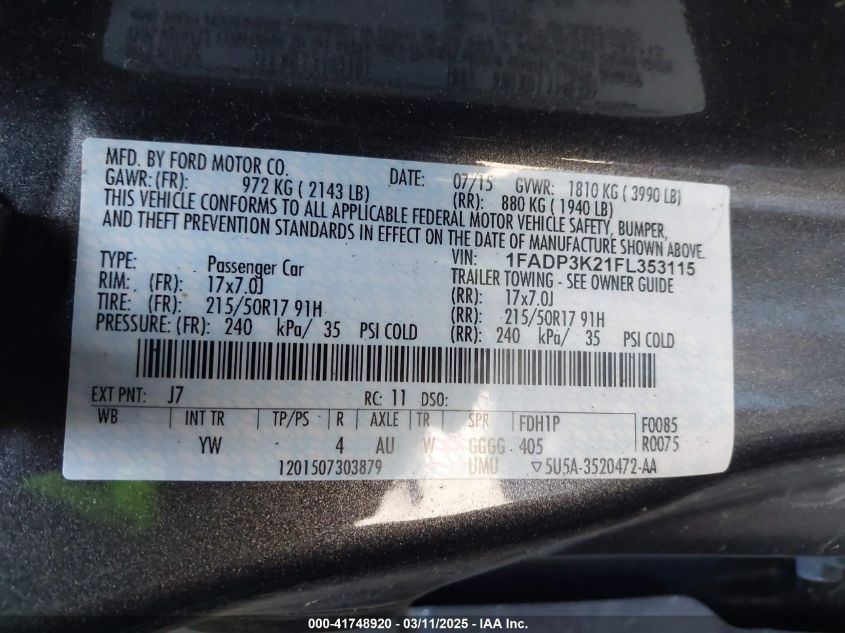 MFD. BY FORD MOTOR CO. DATE: 07/15 GVWR: 1810 KG ( 3990 LB)
GAWR: (FR): 972 KG ( 2143 LB) (RR): 880 KG ( 1940 LB)
THIS VEHICLE CONFORMS TO ALL APPLICABLE FEDERAL MOTOR VEHICLE SAFETY, BUMPER,
AND THEFT PREVENTION STANDARDS IN EFFECT ON THE DATE OF MANUFACTURE SHOWN ABOVE.
VIN: 1FADP3K21FL353115
TYPE: Passenger Car TRAILER TOWING - SEE OWNER GUIDE
RIM: (FR): 17x7.0J (RR): 17x7.0J
TIRE: (FR): 215/50R17 91H (RR): 215/50R17 91H
PRESSURE: (FR): 240 kPa/ 35 PSI COLD (RR): 240 kPa/ 35 PSI COLD
EXT PNT: J7 RC: 11 DSO:
WB INT TR TP/PS R AXLE TR SPR FDH1P F0085
YW 4 AU W GGGG 405 R0075
1201507303879 UMU ▽5U5A-3520472-AA
000-41748920 - 03/11/2025 - IAA Inc.